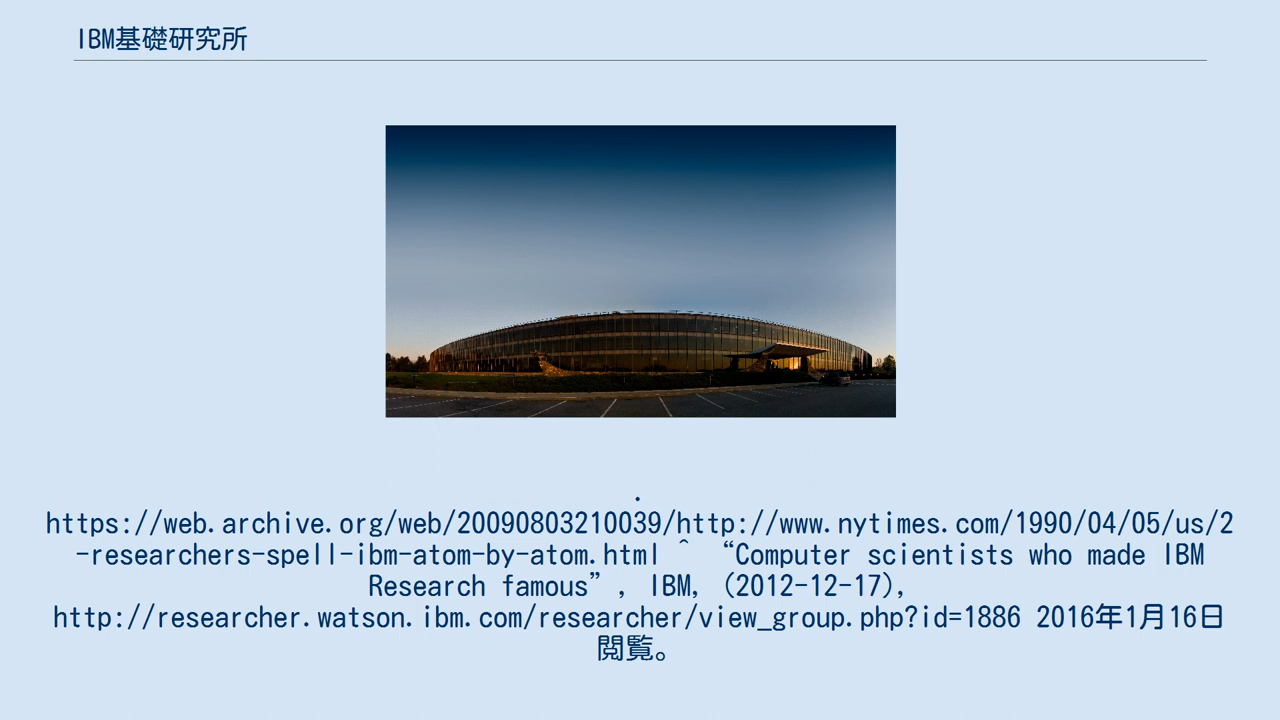 IBM基礎研究所
.
https://web.archive.org/web/20090803210039/http://www.nytimes.com/1990/04/05/us/2
-researchers-spell-ibm-atom-by-atom.html ^ “Computer scientists who made IBM
Research famous”, IBM, (2012-12-17),
http://researcher.watson.ibm.com/researcher/view_group.php?id=1886 2016年1月16日
閲覧。